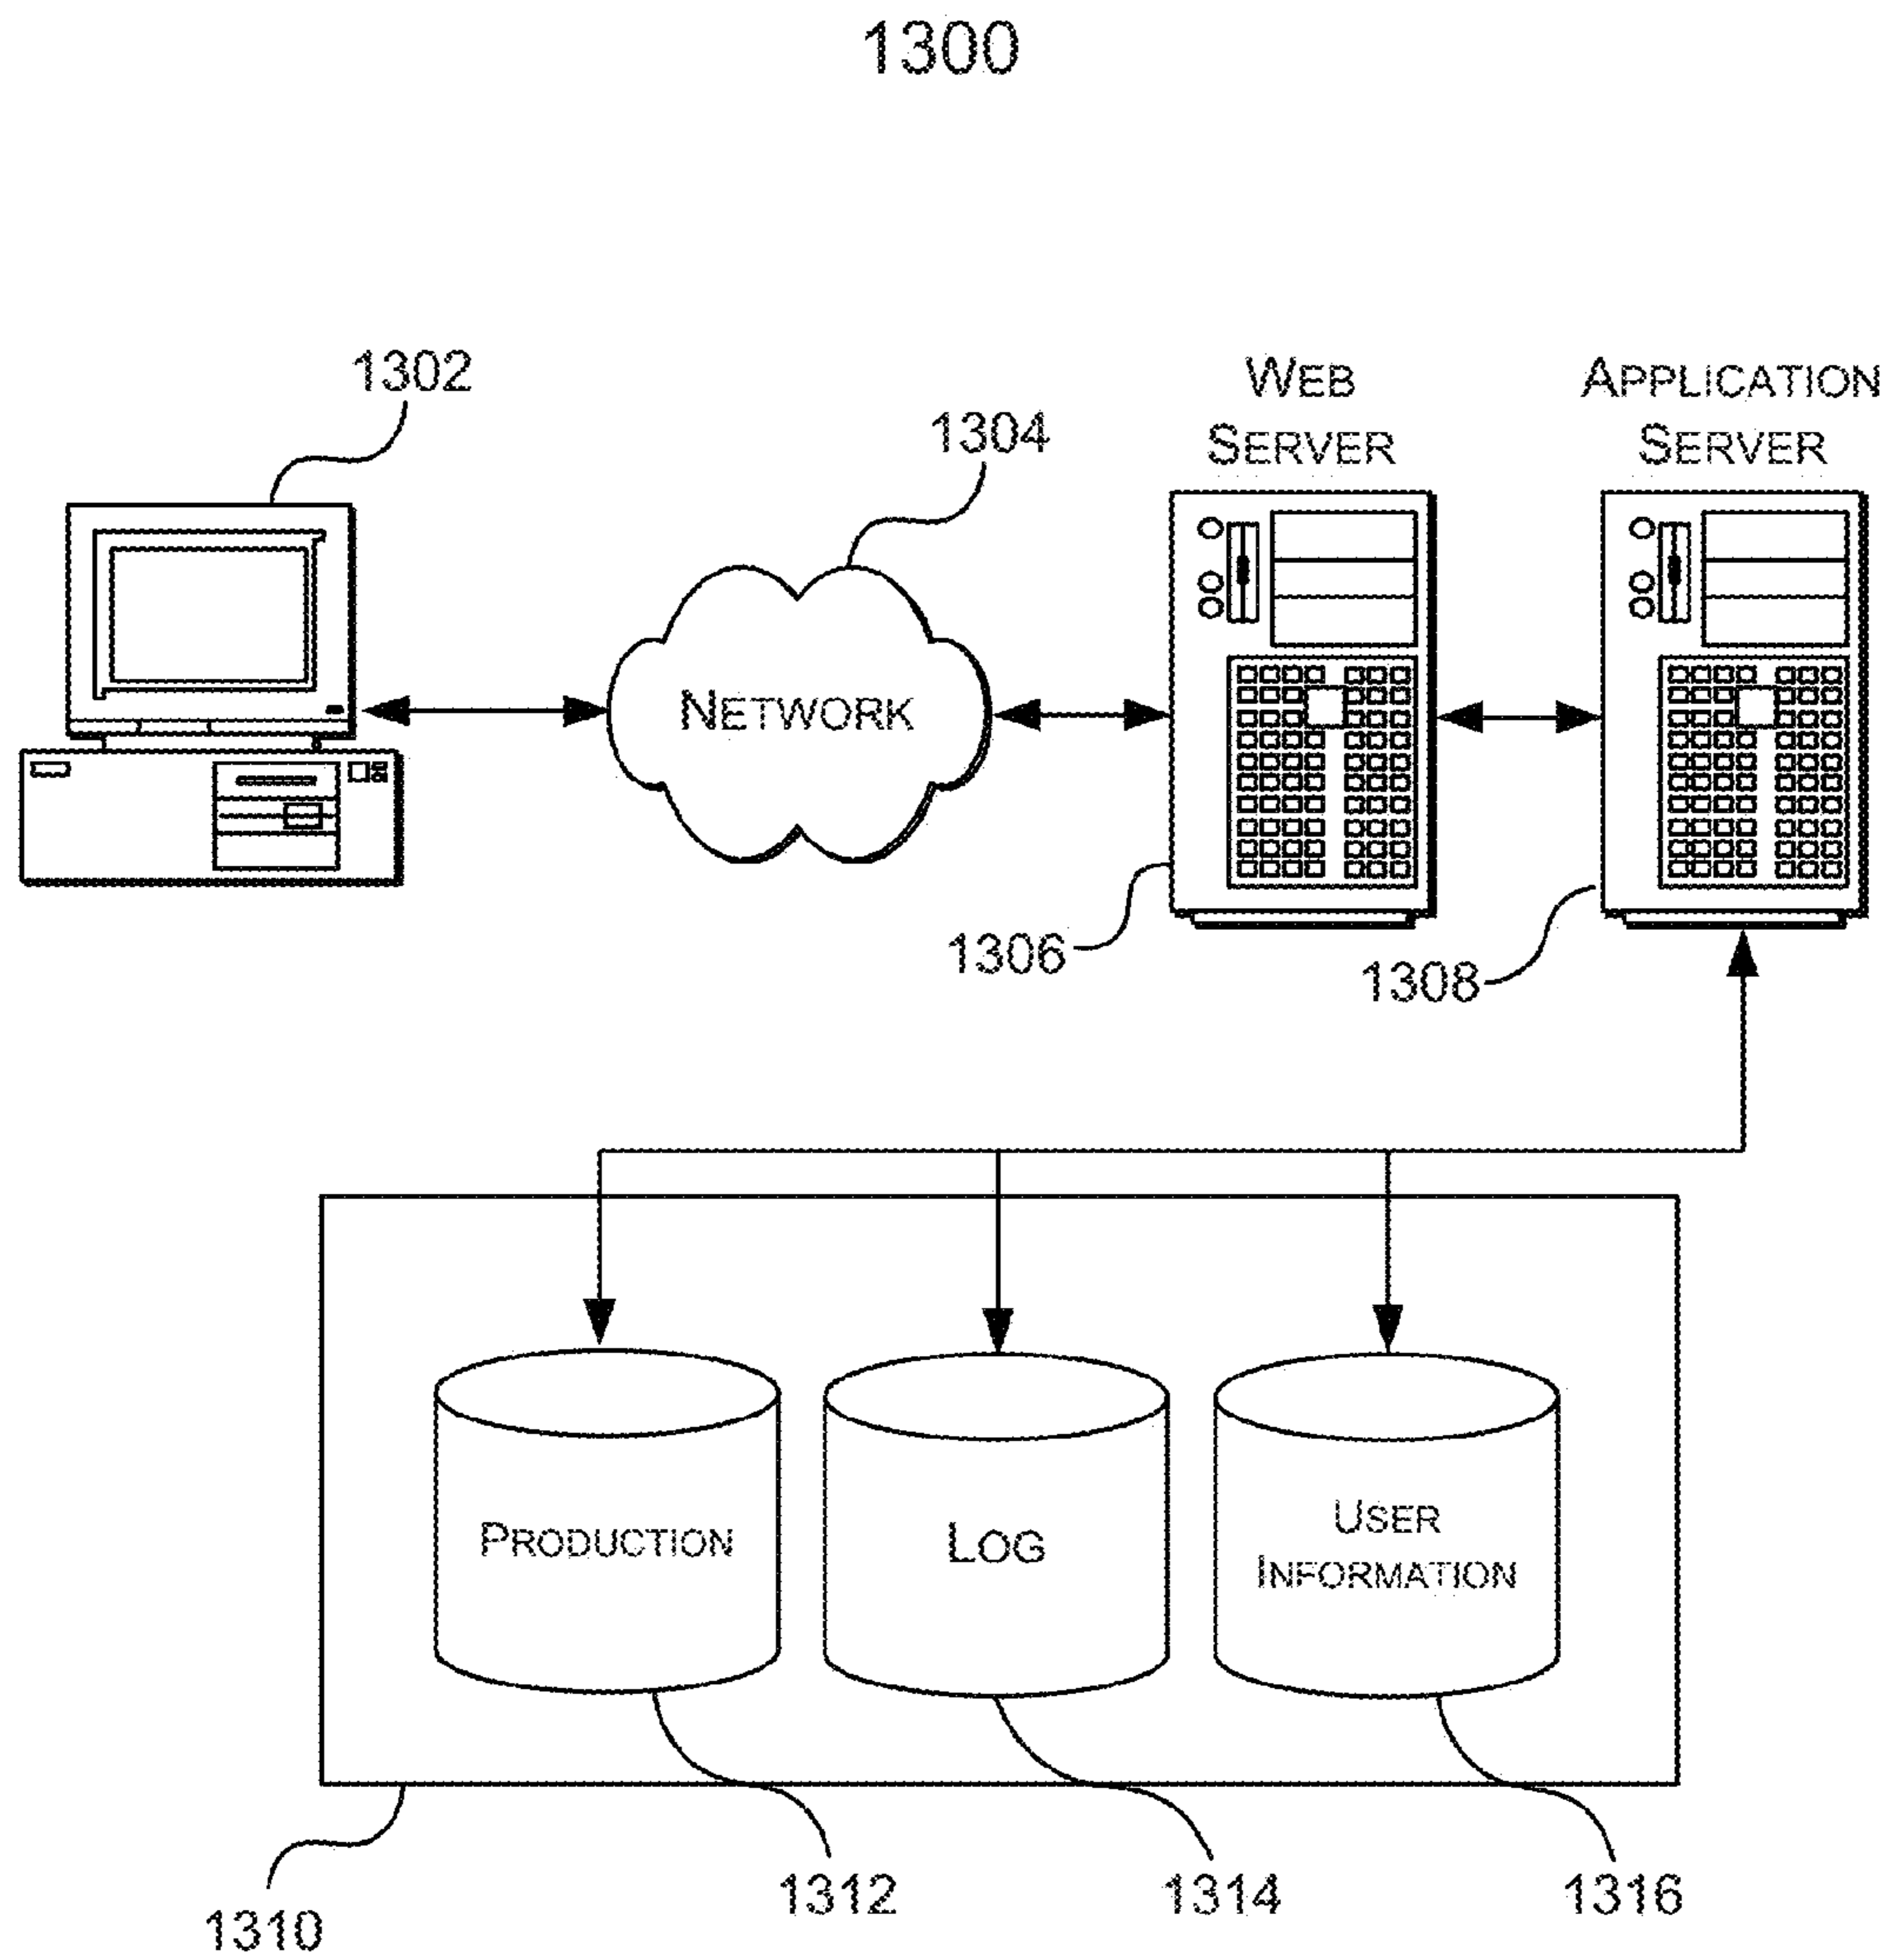 1300
1302
1304
WEB
SERVER
APPLICATION
SERVER
NETWORK
1306
1308
PRODUCTION
LOG
USER
INFORMATION
1312
1314
1316
1310